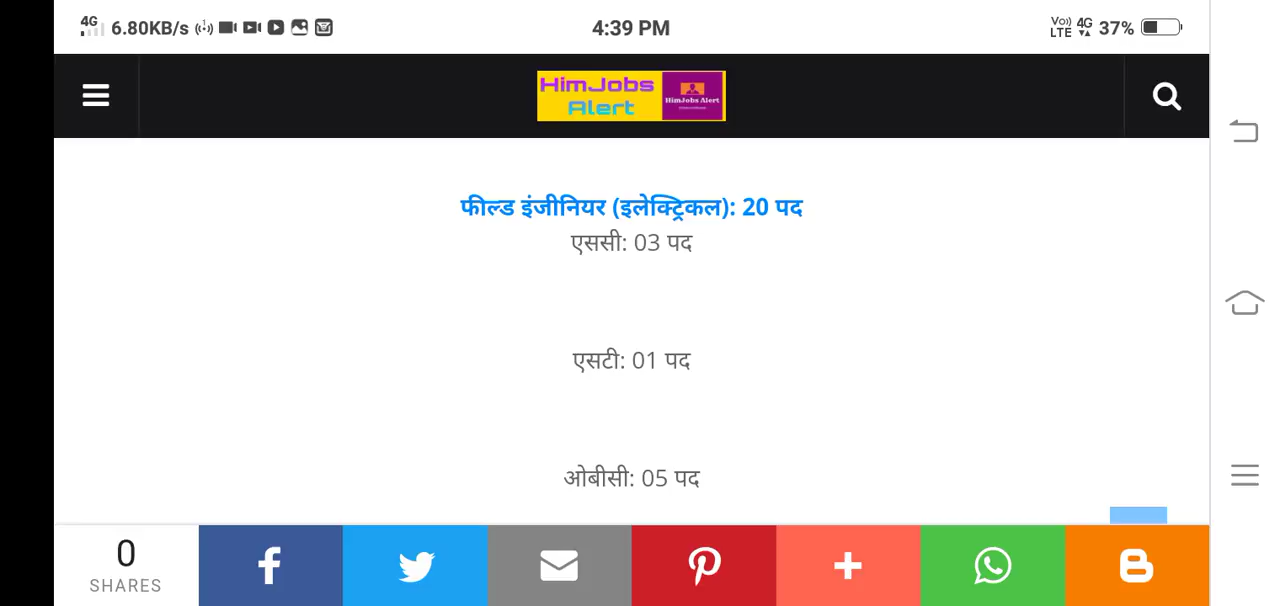 4G 6.80KB/s 4:39 PM Vo) LTE 4G 37%
HimJobs
Alert
HimJobs Alert
फील्ड इंजीनियर (इलेक्ट्रिकल): 20 पद
एससी: 03 पद
एसटी: 01 पद
ओबीसी: 05 पद
0
SHARES